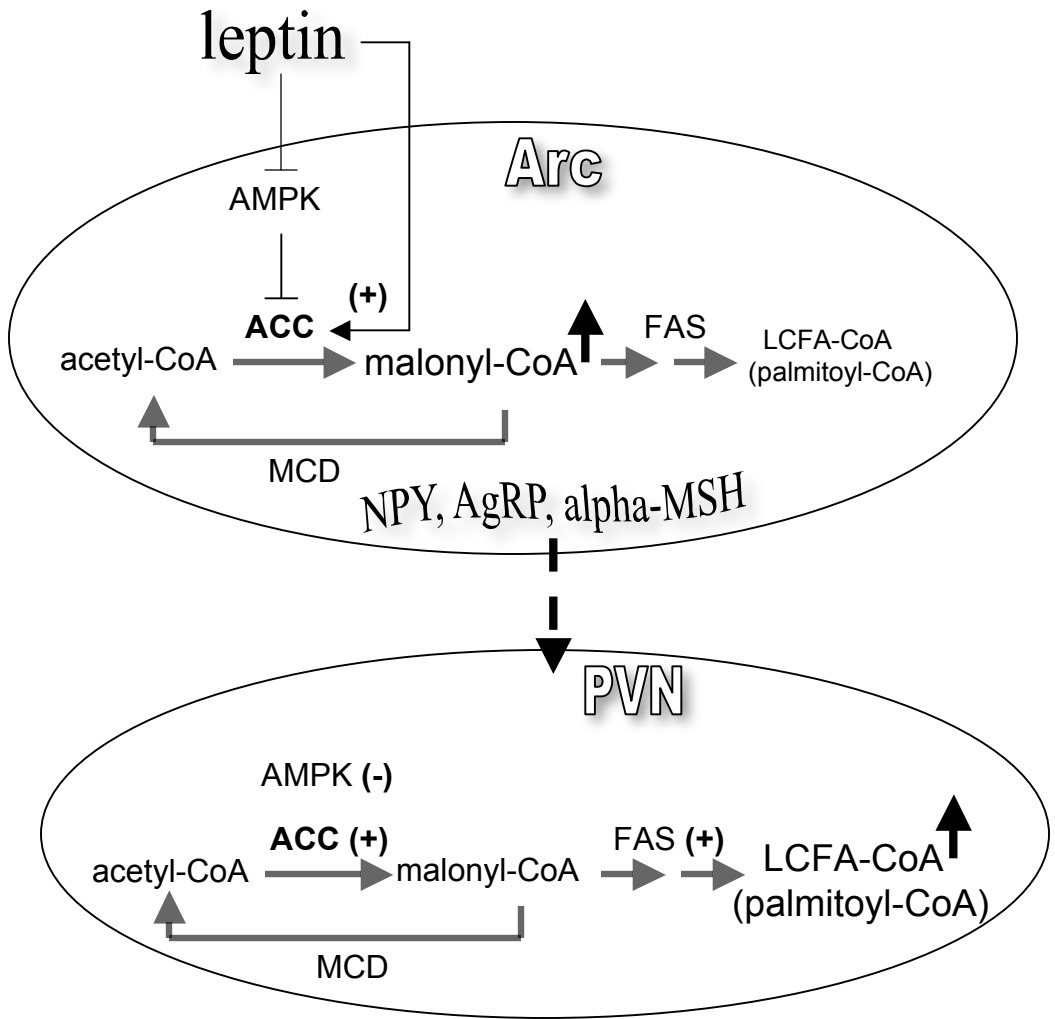 leptin
Arc
AMPK
(+)
ACC
FAS
acetyl-CoA
malonyl-CoA
LCFA-CoA
(palmitoyl-CoA)
MCD
NPY, AgRP, alpha-MSH
PVN
AMPK (-)
ACC (+)
FAS (+)
acetyl-CoA
malonyl-CoA
LCFA-CoA
(palmitoyl-CoA)
MCD